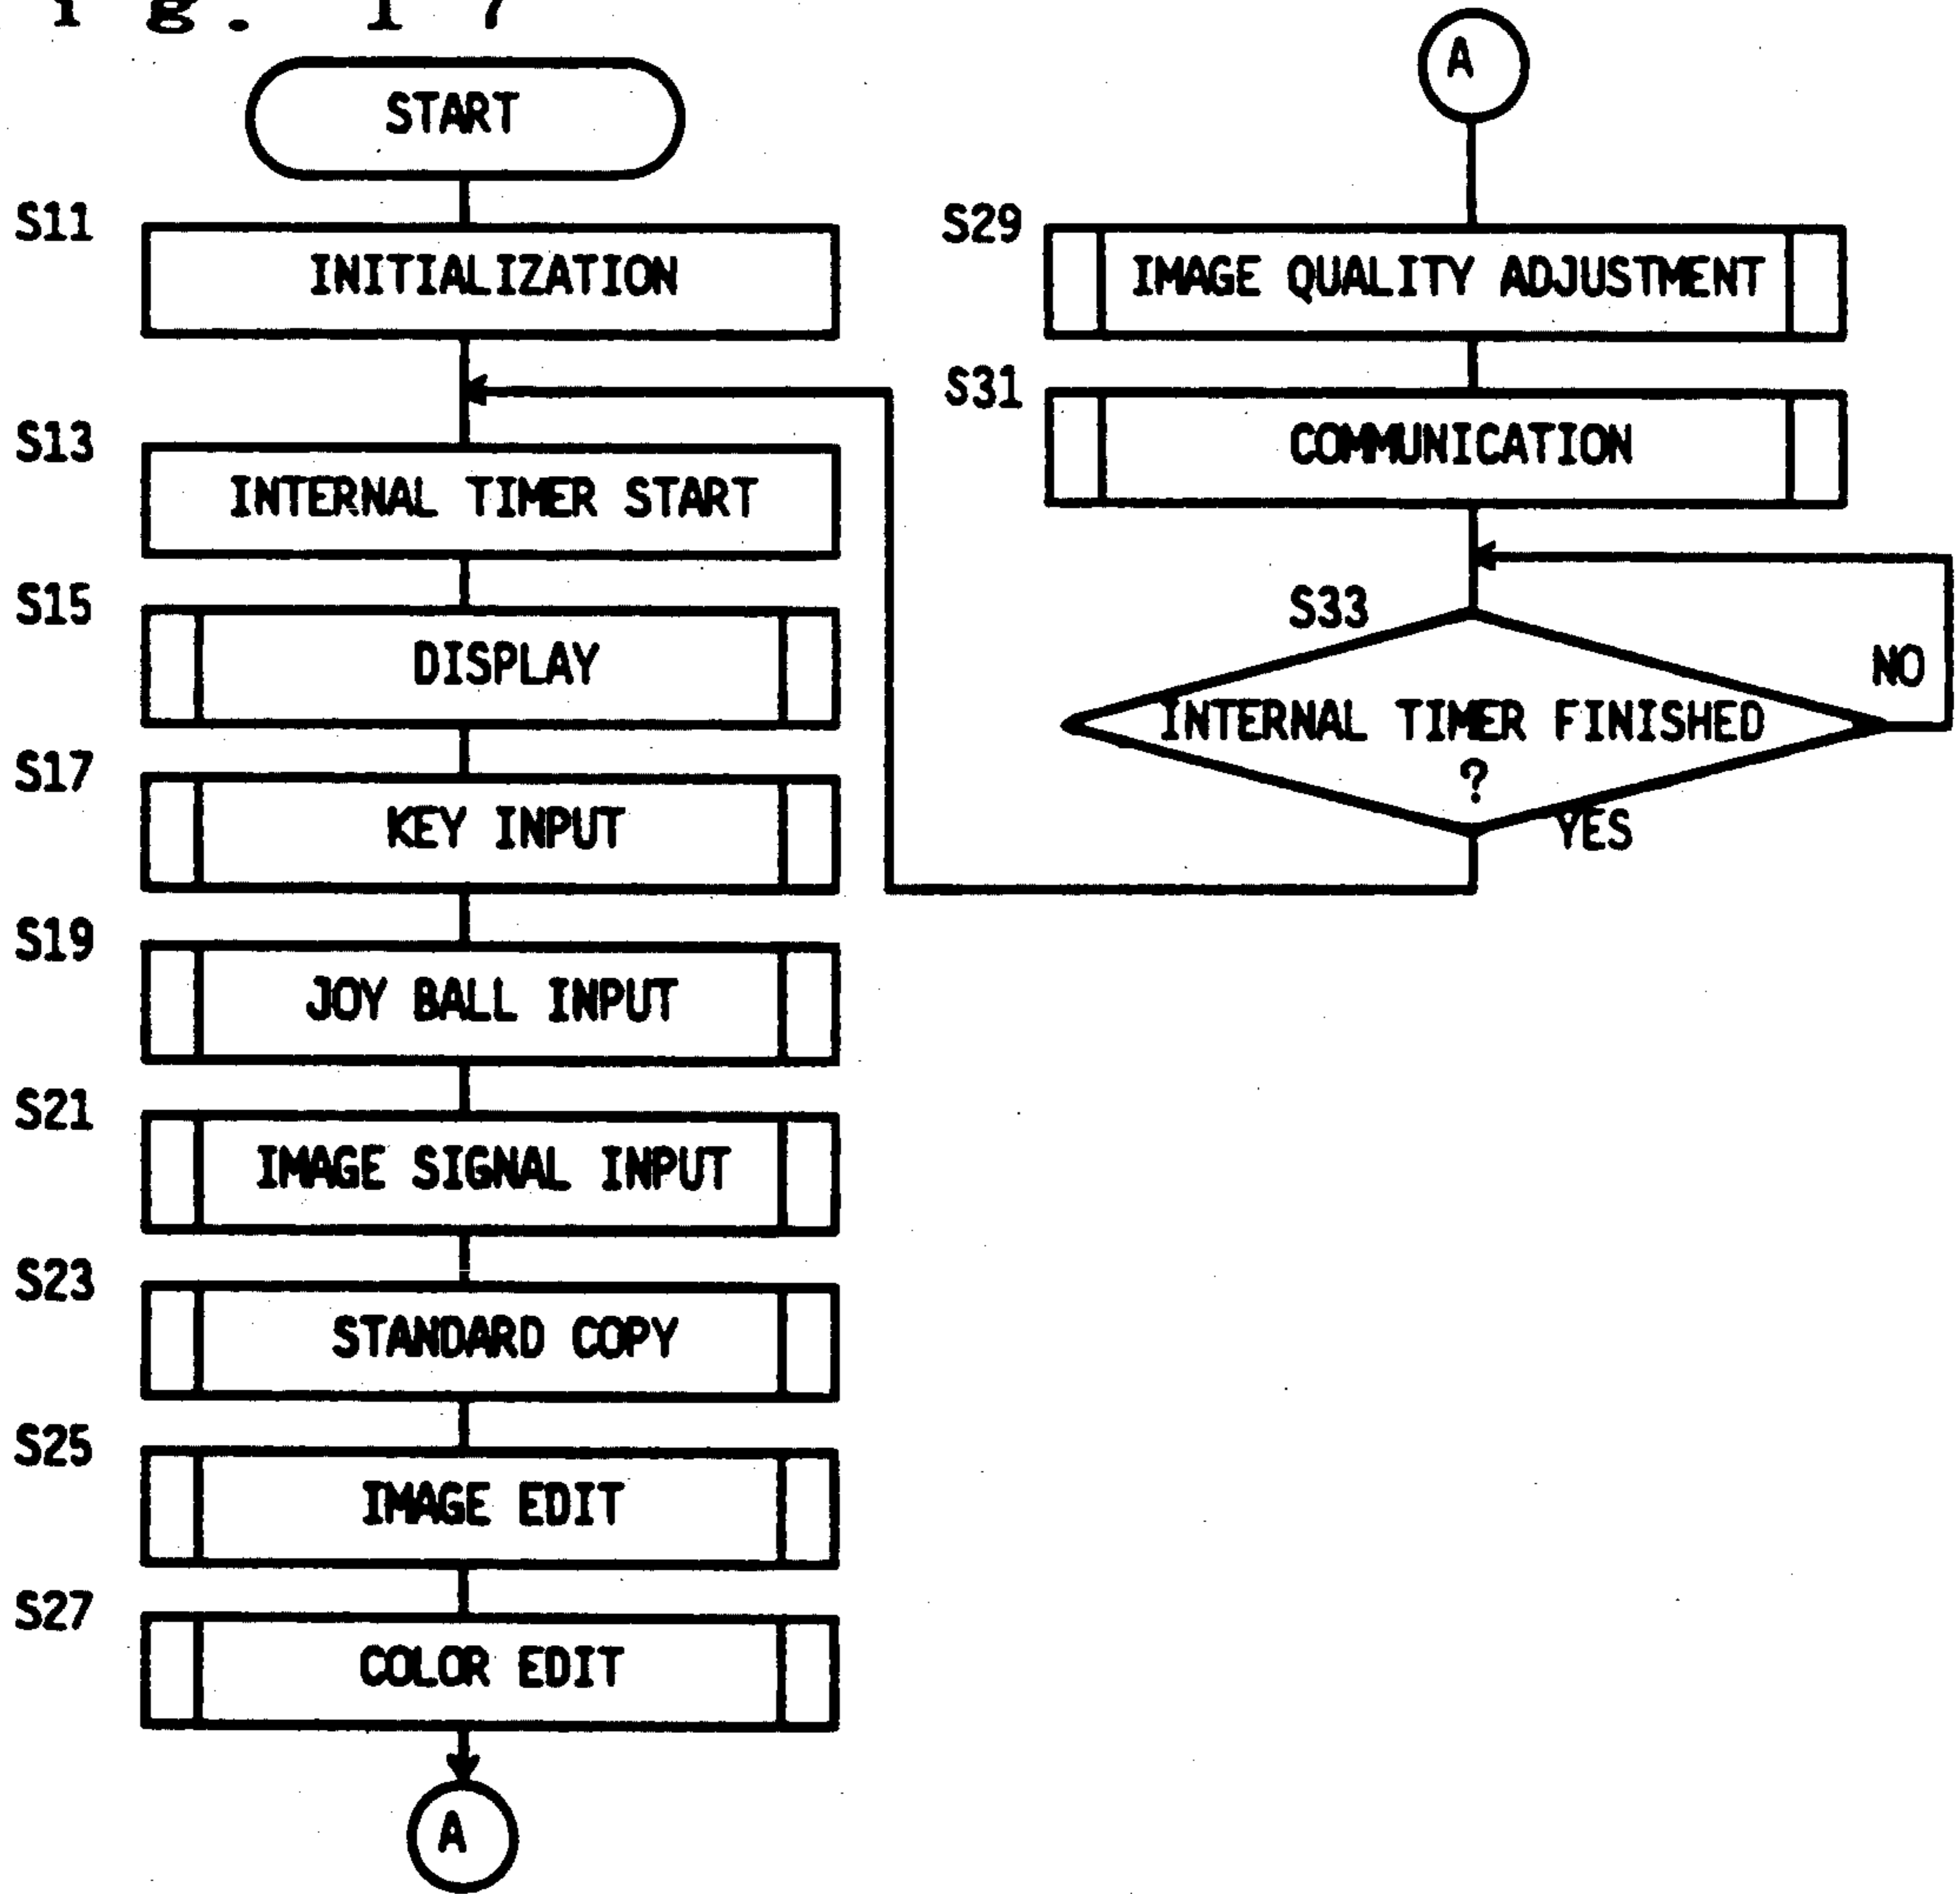 ig. 17
START
S11
INITIALIZATION
S13
INTERNAL TIMER START
S15
DISPLAY
S17
KEY INPUT
S19
JOY BALL INPUT
S21
IMAGE SIGNAL INPUT
S23
STANDARD COPY
S25
IMAGE EDIT
S27
COLOR EDIT
A
A
S29
IMAGE QUALITY ADJUSTMENT
S31
COMMUNICATION
S33
INTERNAL TIMER FINISHED
?
NO
YES